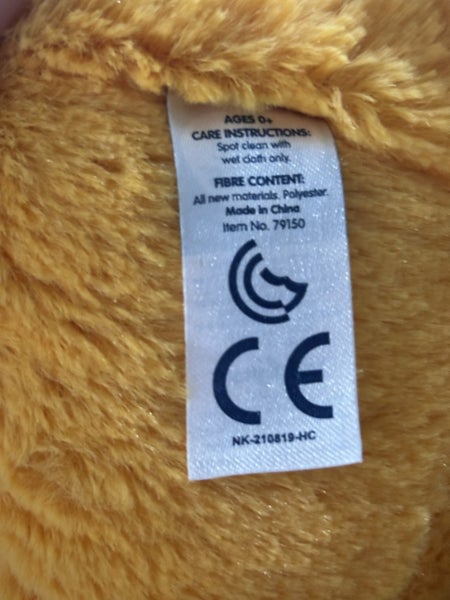 AGES 0+
CARE INSTRUCTIONS:
Spot clean with
wet cloth only.
FIBRE CONTENT:
All new materials. Polyester.
Made in China
Item No. 79150
CE
NK-210819-HC